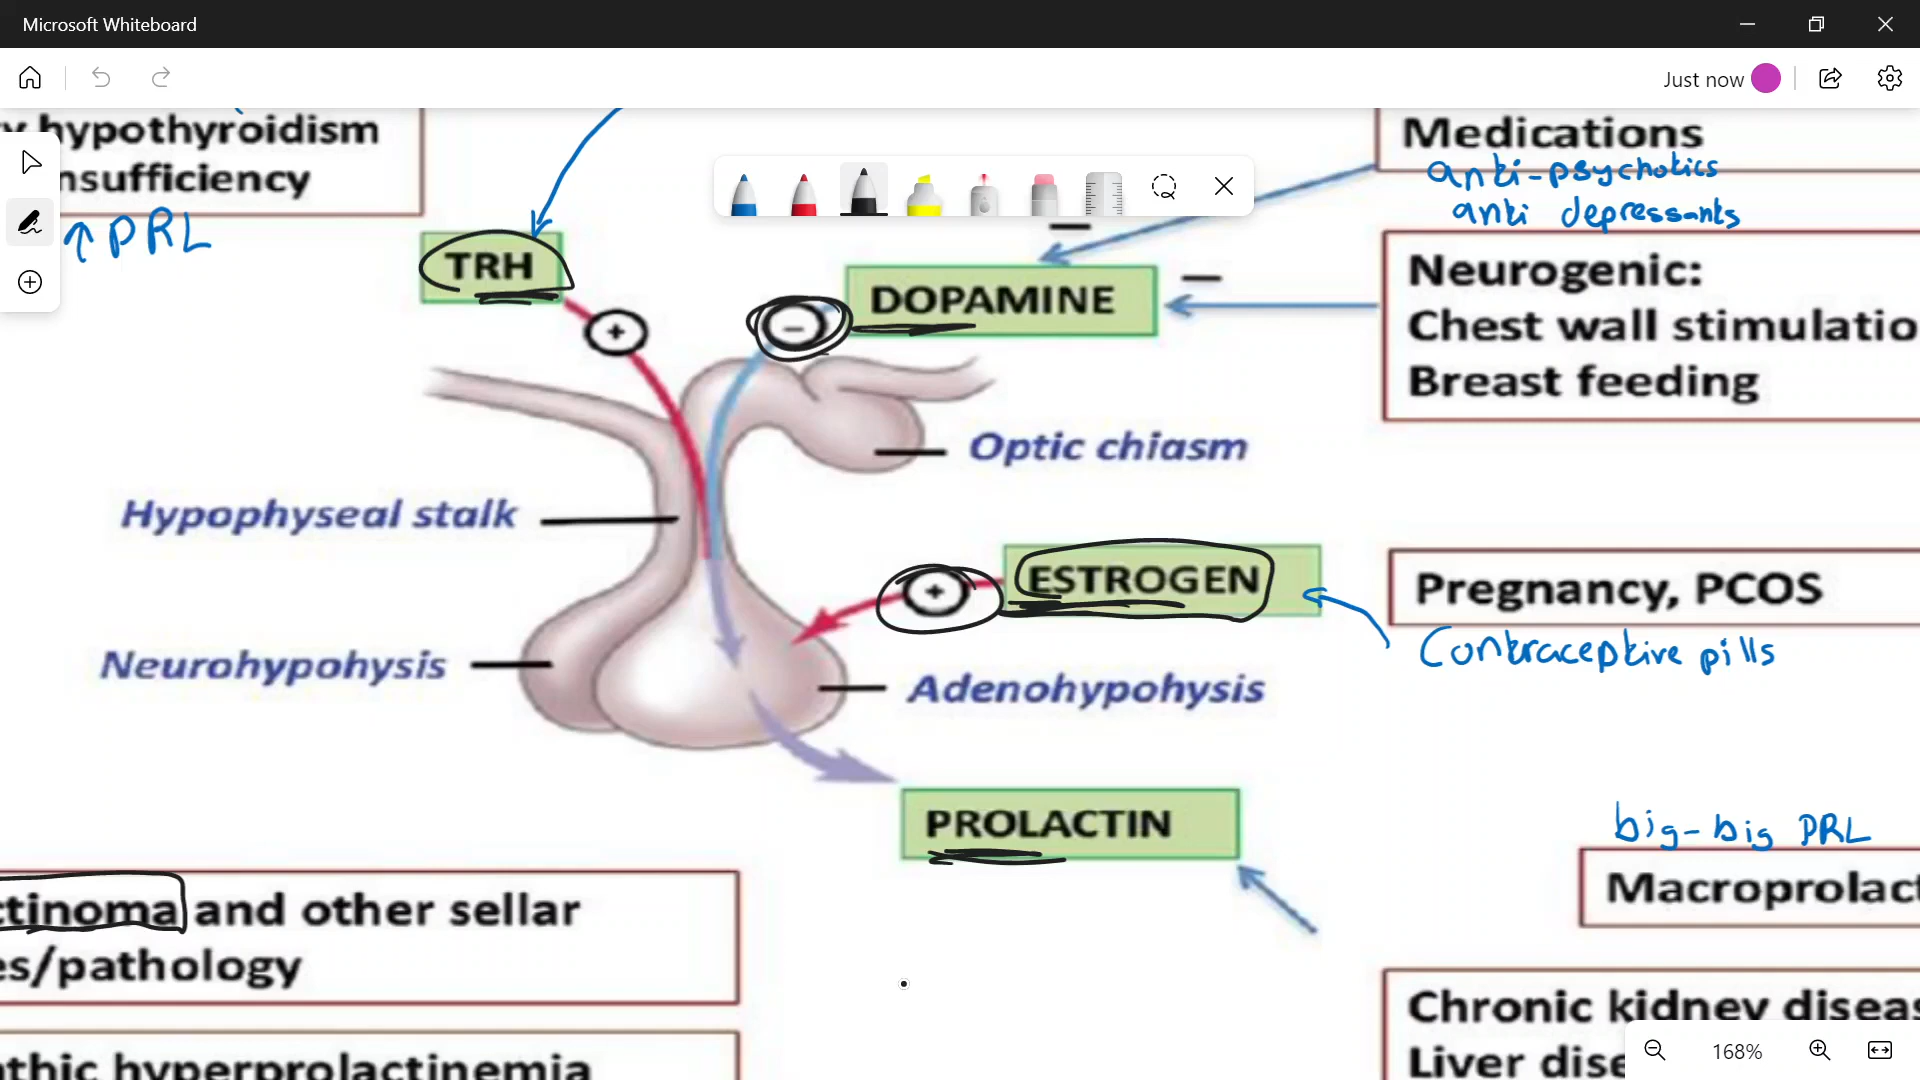 Microsoft Whiteboard
Just now
hypothyroidism
nsufficiency
↑ PRL
TRH
+
−
DOPAMINE
−
−
Medications
anti-psychotics
anti depressants
Neurogenic:
Chest wall stimulatio
Breast feeding
Optic chiasm
Hypophyseal stalk
+
ESTROGEN
Pregnancy, PCOS
Contraceptive pills
Neurohypohysis
Adenohypohysis
PROLACTIN
big-big PRL
Macroprolact
ctinoma and other sellar
es/pathology
Chronic kidney diseas
Liver dise
thic hyperprolactinemia
168%